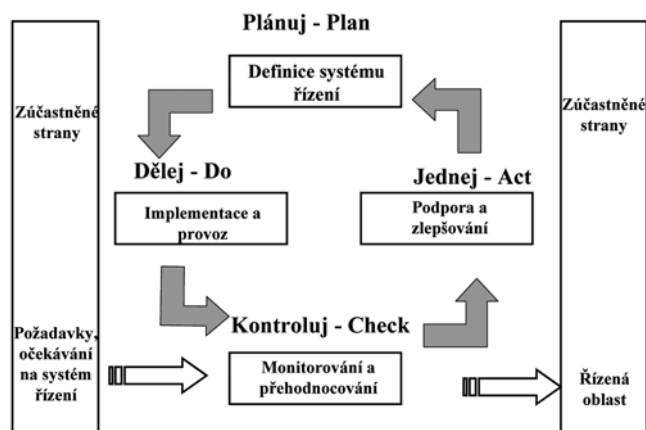 Plánuj - Plan
Definice systému
řízení
Zúčastněné
strany
Zúčastněné
strany
Dělej - Do
Jednej - Act
Implementace a
provoz
Podpora a
zlepšování
Kontroluj - Check
Požadavky,
očekávání
na systém
řízení
Monitorování a
přehodnocování
Řízená
oblast